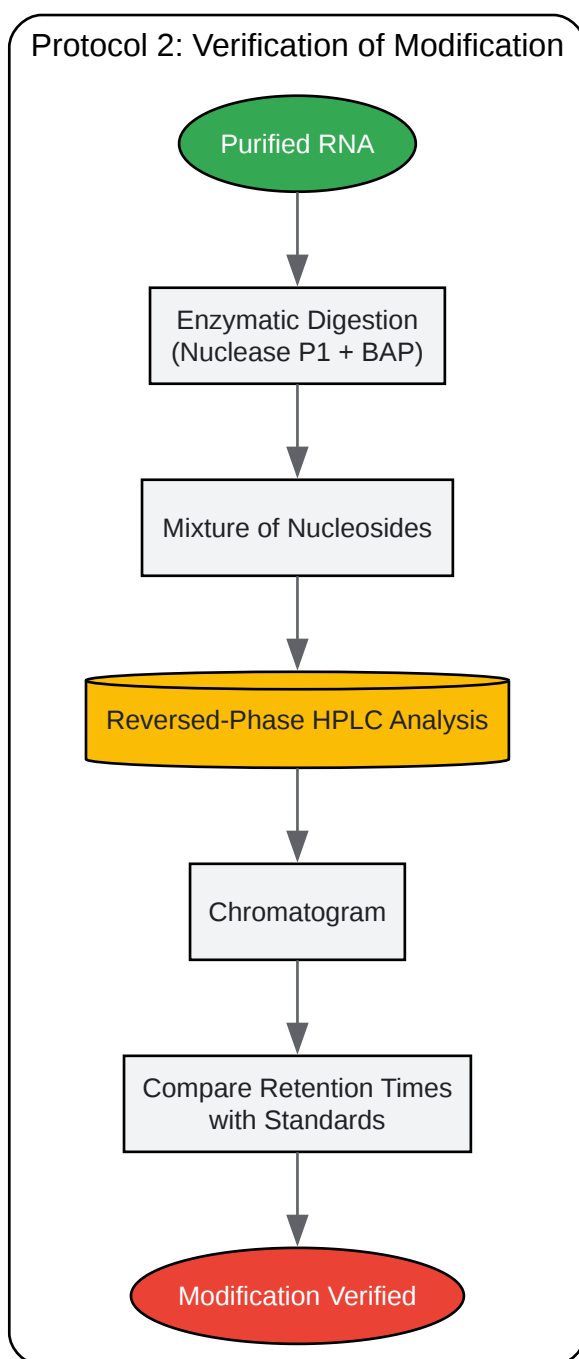 Protocol 2: Verification of Modification
Purified RNA
Enzymatic Digestion
(Nuclease P1 + BAP)
Mixture of Nucleosides
Reversed-Phase HPLC Analysis
Chromatogram
Compare Retention Times
with Standards
Modification Verified